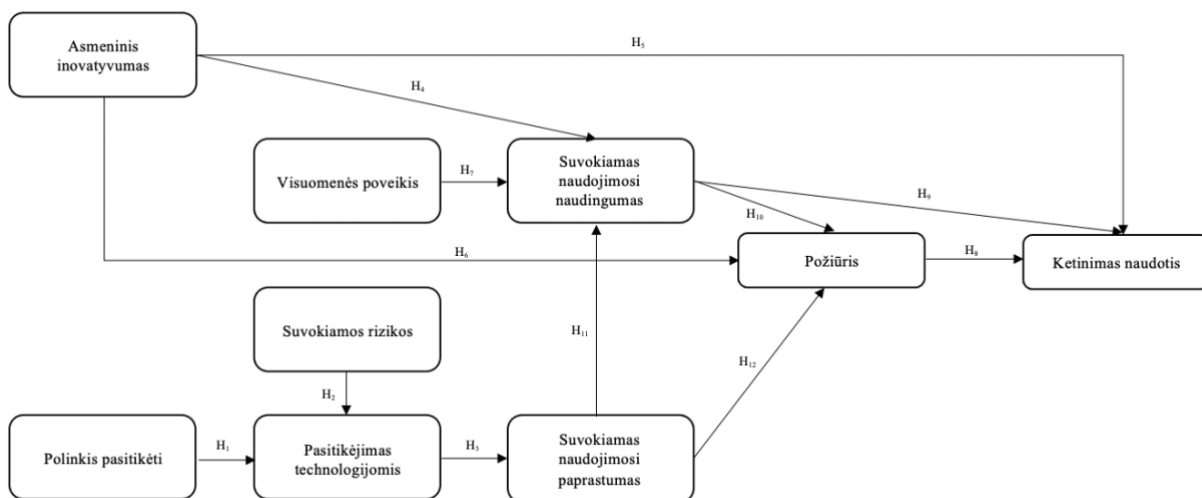 Asmeninis
inovatyvumas
H₅
H₄
Visuomenės poveikis
H₇
Suvokiamas
naudojimosi
naudingumas
H₉
H₁₀
H₆
Požiūris
H₈
Ketinimas naudotis
Suvokiamos rizikos
H₁₁
H₁₂
H₂
Polinkis pasitikėti
H₁
Pasitikėjimas
technologijomis
H₃
Suvokiamas
naudojimosi
paprastumas